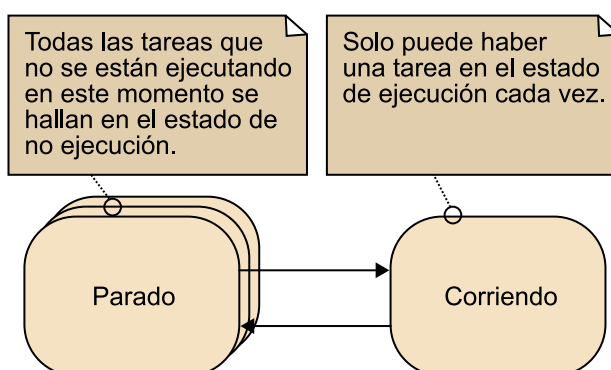 Todas las tareas que
no se están ejecutando
en este momento se
hallan en el estado de
no ejecución.
Solo puede haber
una tarea en el estado
de ejecución cada vez.
Parado
Corriendo